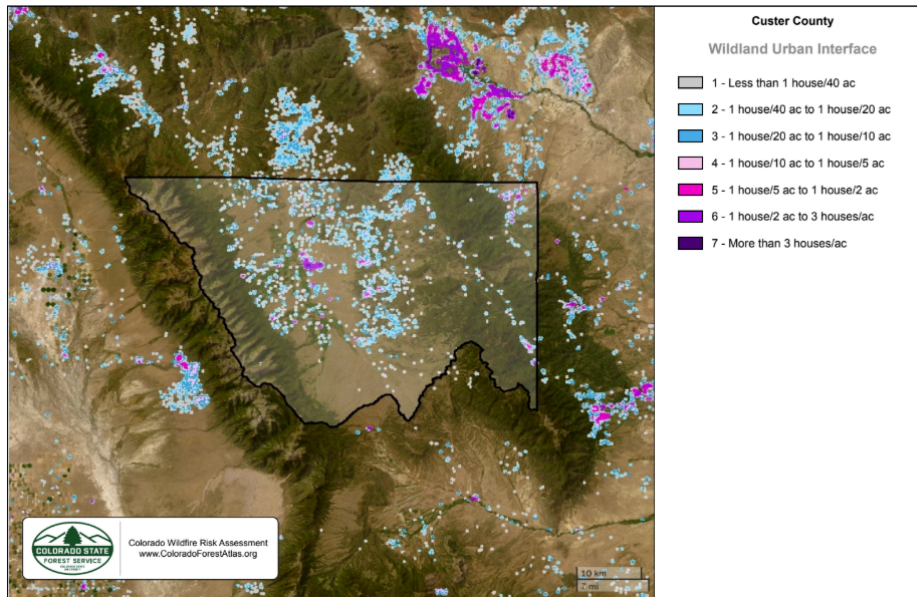 Custer County
Wildland Urban Interface
1 - Less than 1 house/40 ac
2 - 1 house/40 ac to 1 house/20 ac
3 - 1 house/20 ac to 1 house/10 ac
4 - 1 house/10 ac to 1 house/5 ac
5 - 1 house/5 ac to 1 house/2 ac
6 - 1 house/2 ac to 3 houses/ac
7 - More than 3 houses/ac
COLORADO STATE
FOREST SERVICE
Colorado Wildfire Risk Assessment
www.ColoradoForestAtlas.org
10 km
7 mi